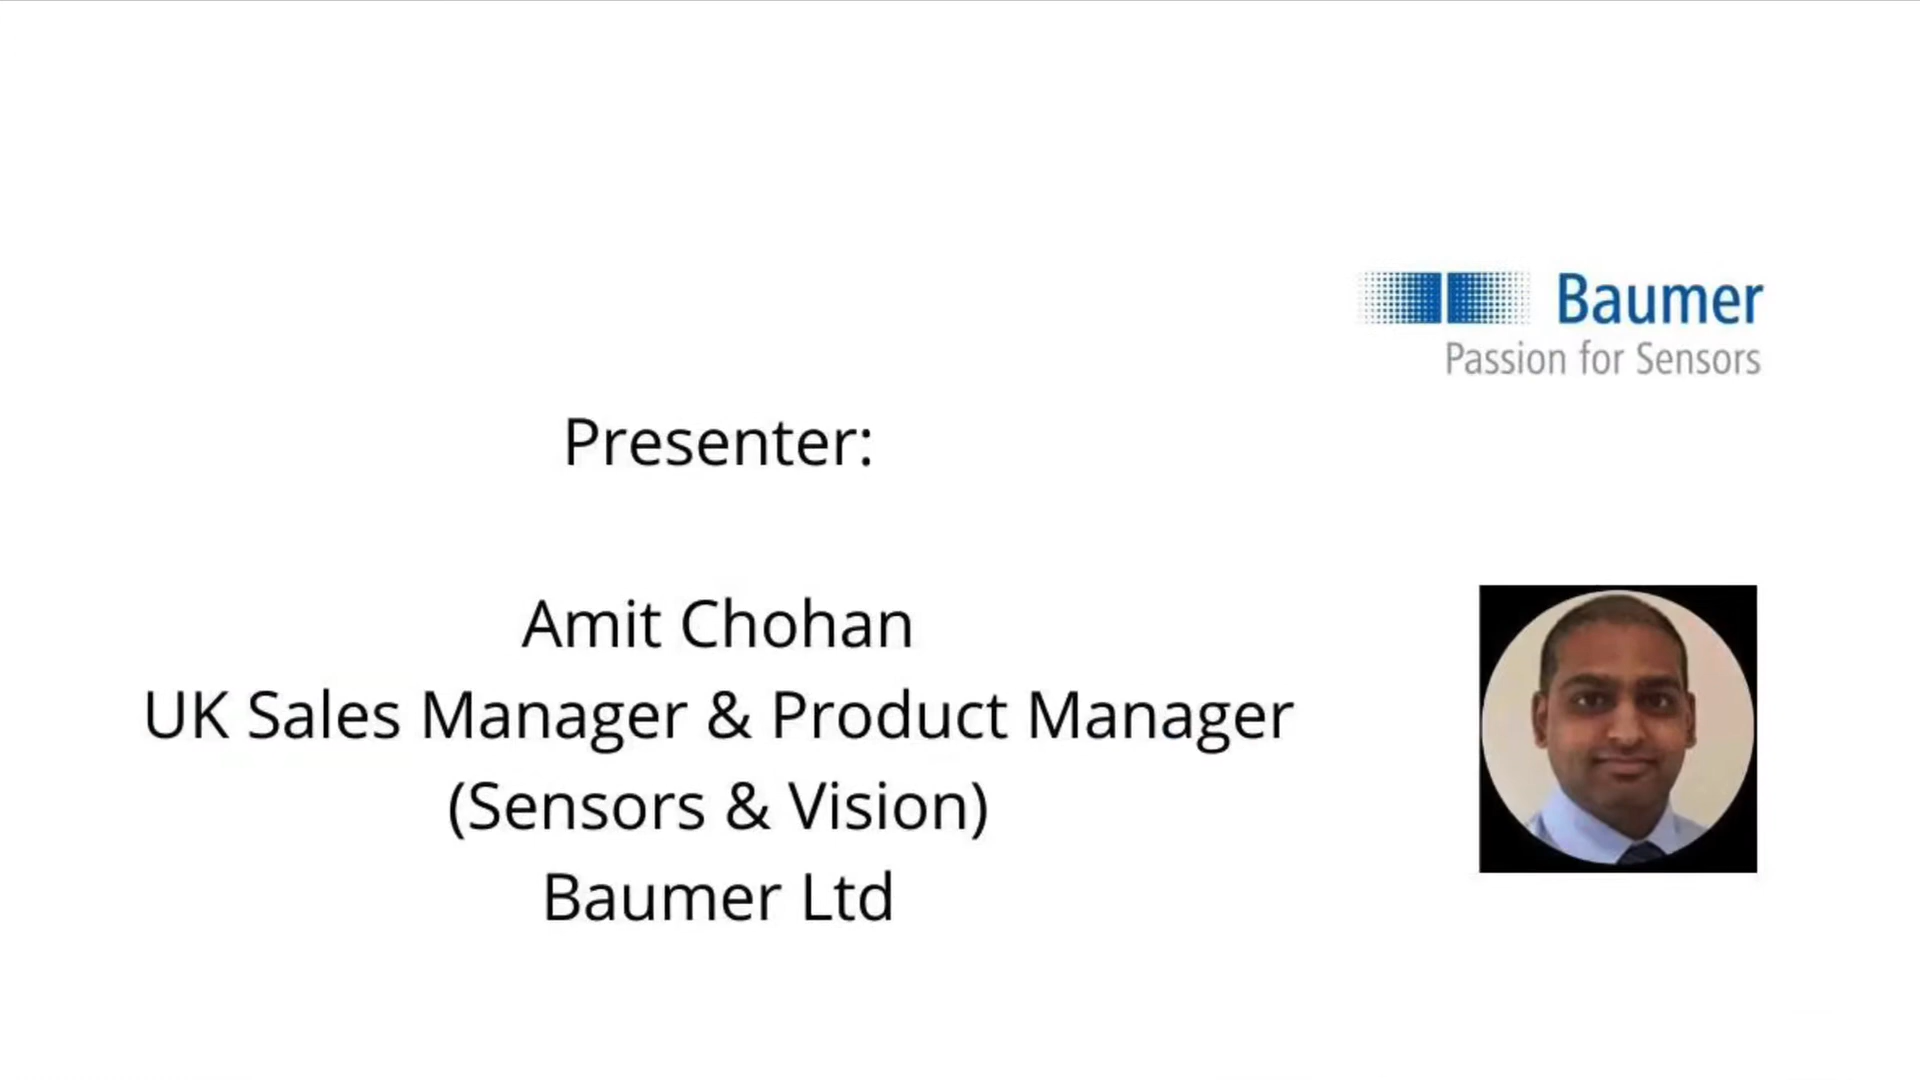 Baumer
Passion for Sensors
Presenter:
Amit Chohan
UK Sales Manager & Product Manager
(Sensors & Vision)
Baumer Ltd